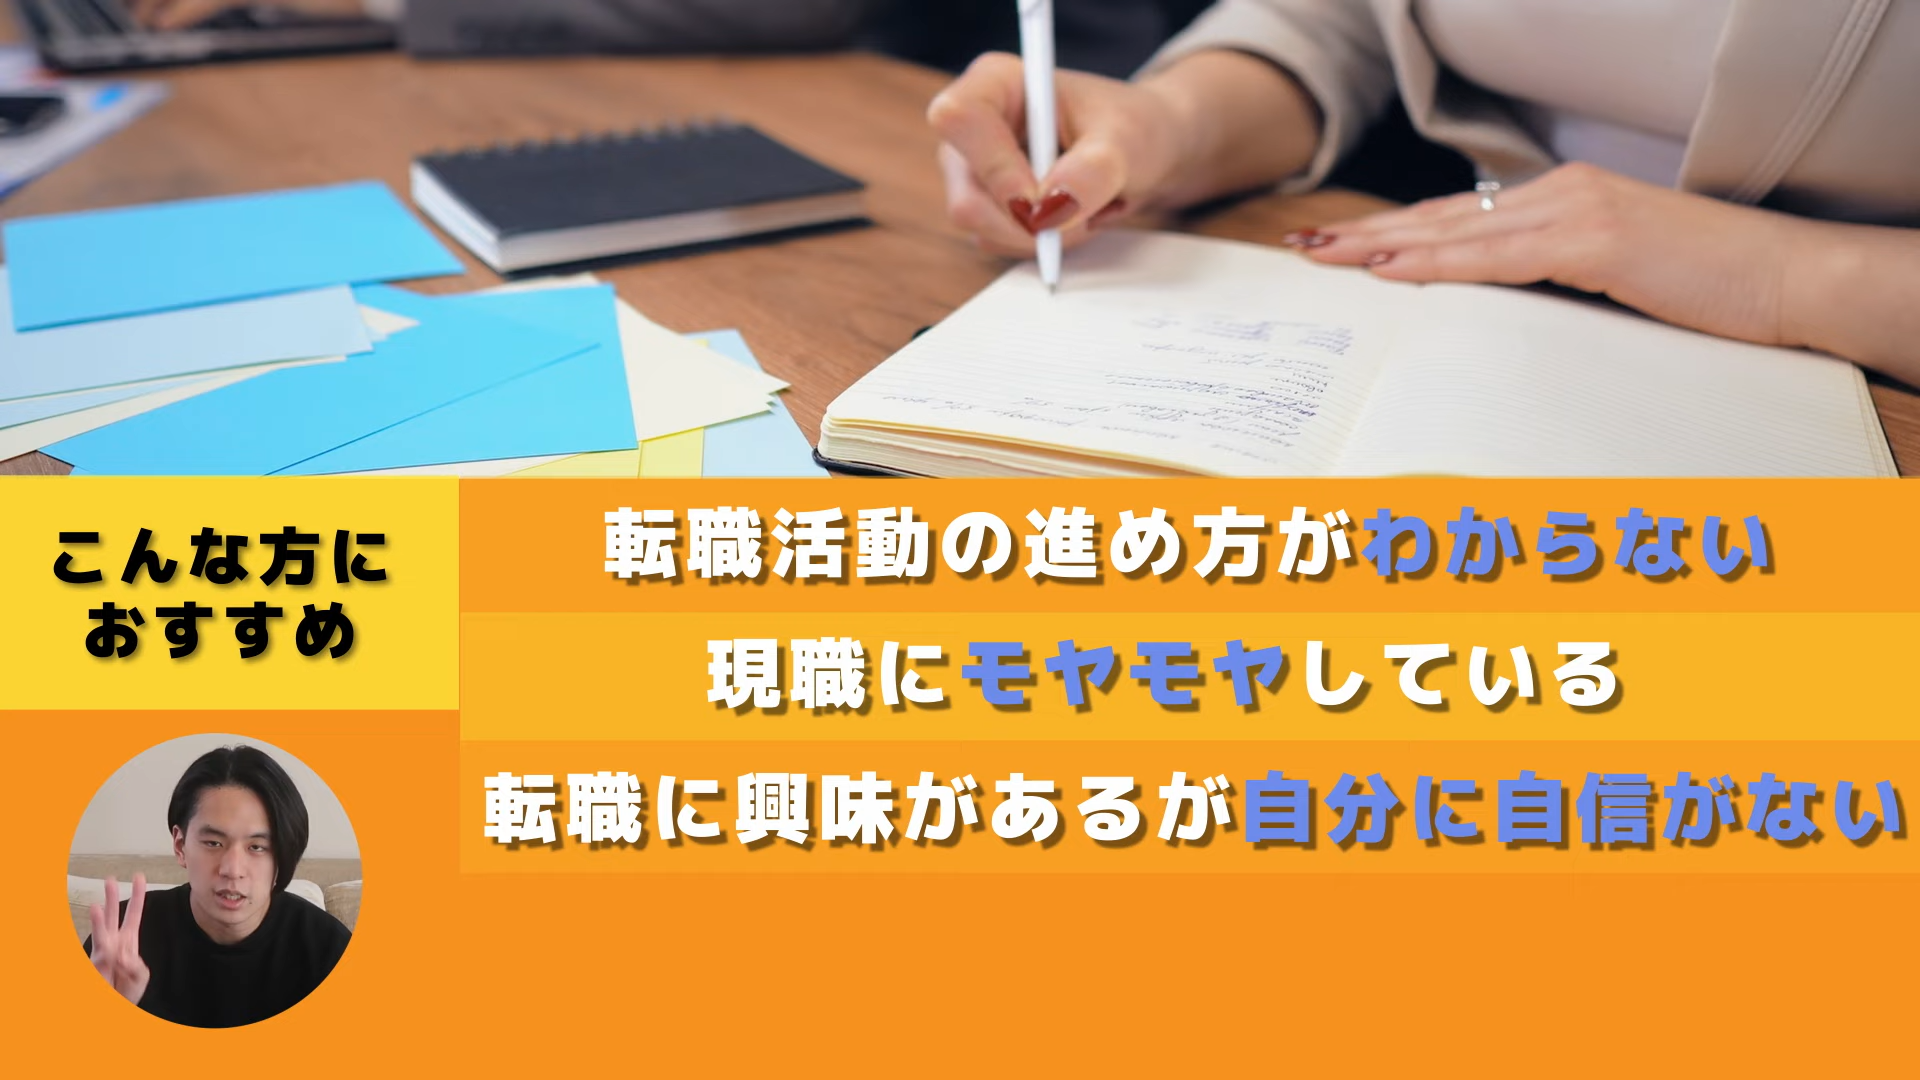 こんな方に
おすすめ
転職活動の進め方がわからない
現職にモヤモヤしている
転職に興味があるが自分に自信がない